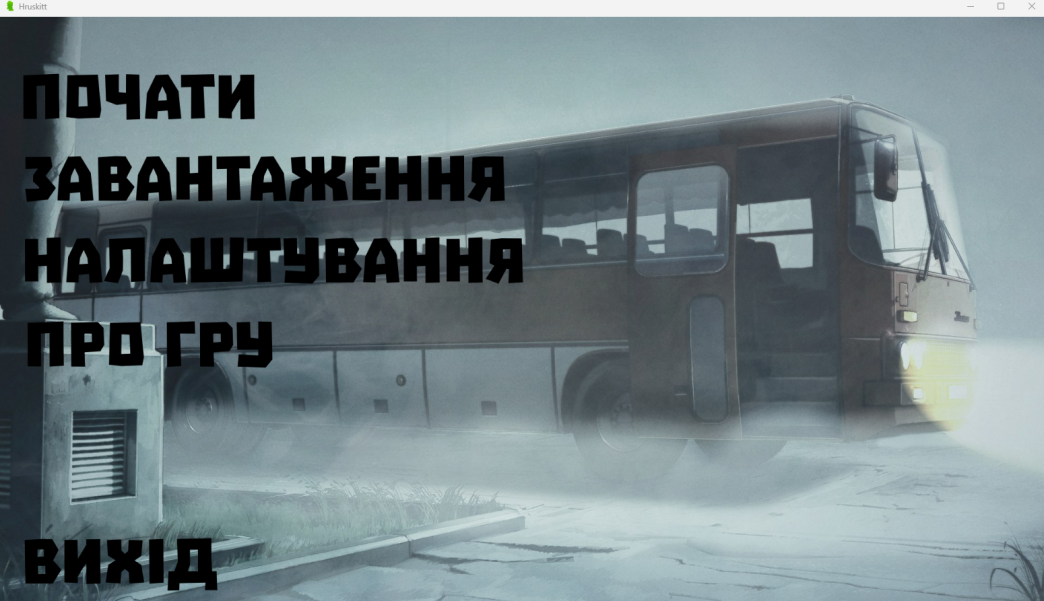 Hruskitt
ПОЧАТИ
ЗАВАНТАЖЕННЯ
НАЛАШТУВАННЯ
ПРО ГРУ
ВИХІД